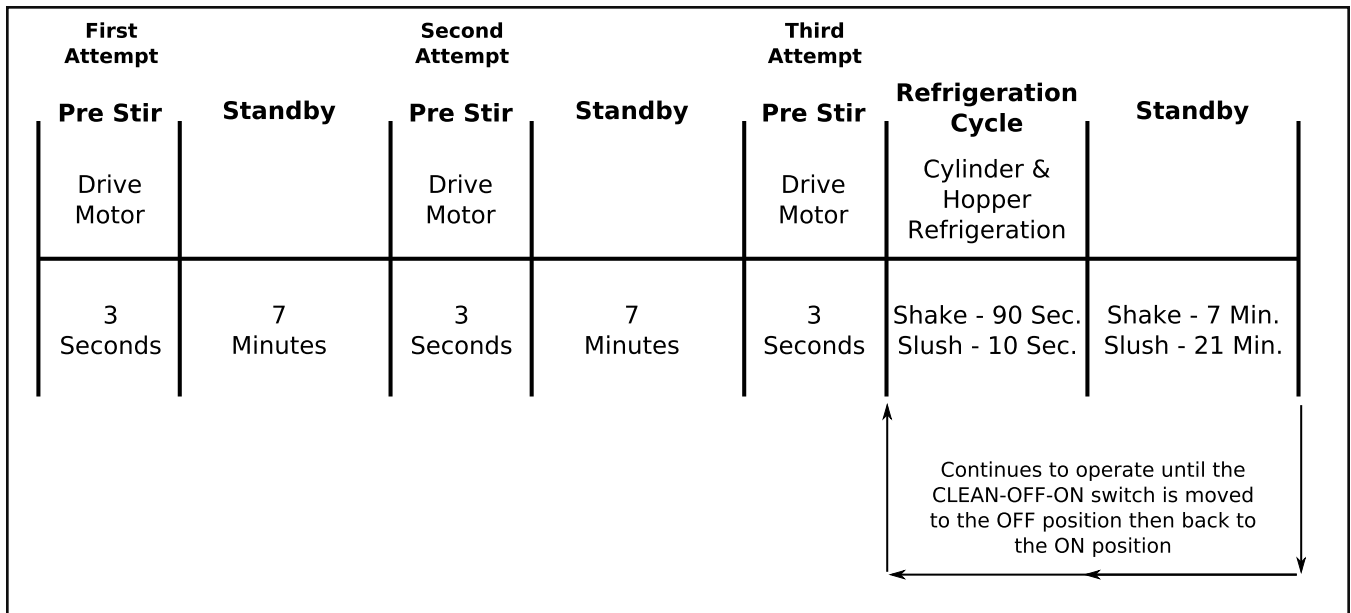 First
Attempt
Second
Attempt
Third
Attempt
Pre Stir
Standby
Pre Stir
Standby
Pre Stir
Refrigeration
Cycle
Standby
Drive
Motor
Drive
Motor
Drive
Motor
Cylinder &
Hopper
Refrigeration
3
Seconds
7
Minutes
3
Seconds
7
Minutes
3
Seconds
Shake - 90 Sec.
Slush - 10 Sec.
Shake - 7 Min.
Slush - 21 Min.
Continues to operate until the
CLEAN-OFF-ON switch is moved
to the OFF position then back to
the ON position